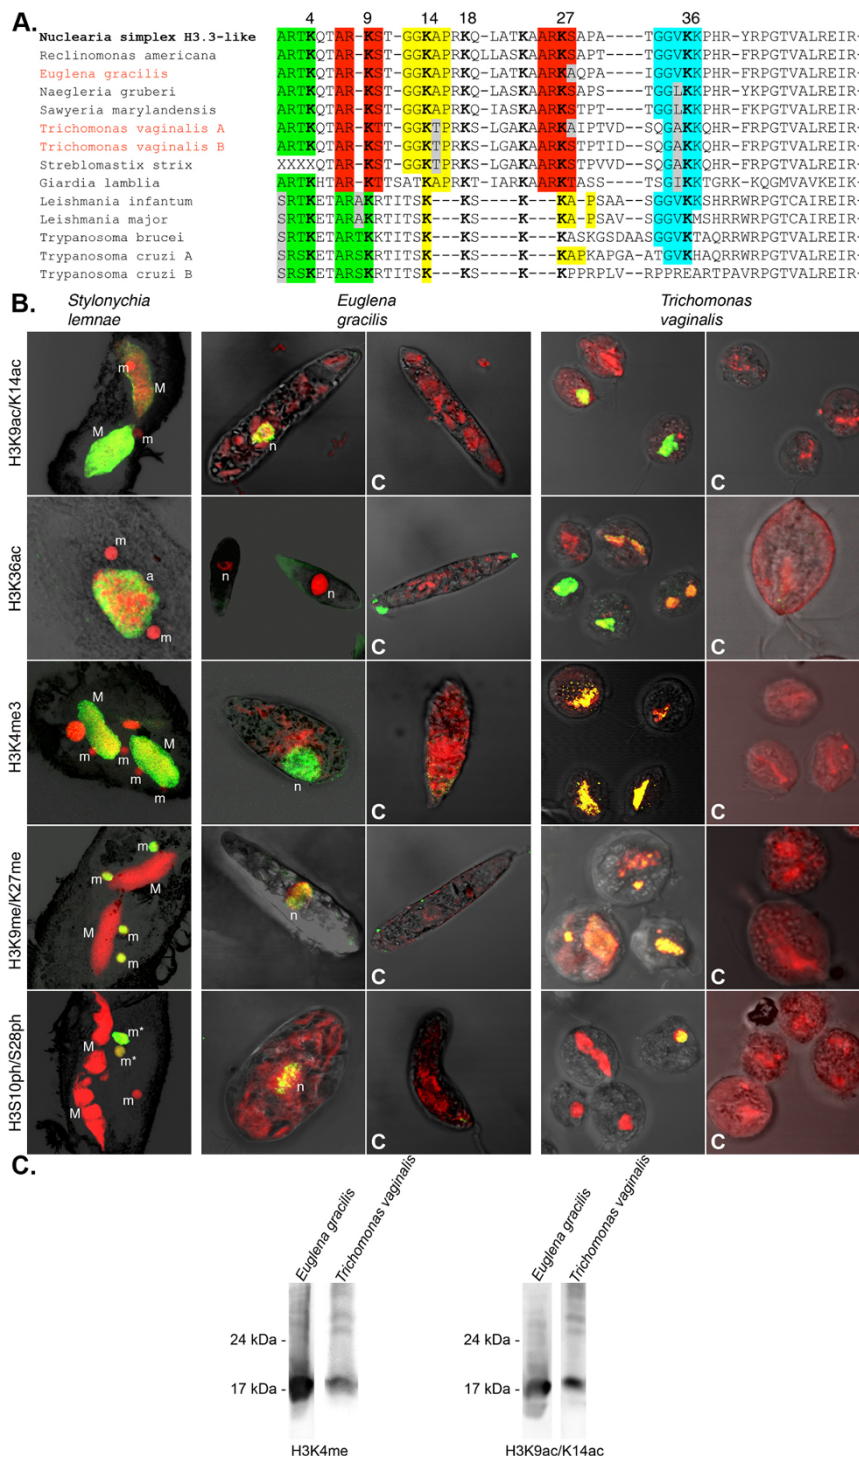 A.
4 9 14 18 27 36
Nuclearia simplex H3.3-like ARTKQTAR-KST-GGKAPRKQ-LATKAARKSAPA----TGGVKKPHR-YRPGTVALREIR-
Reclinomonas americana ARTKQTAR-KST-GGKAPRKQLLASKAARKSAPT----TGGVKKPHR-FRPGTVALREIR-
Euglena gracilis ARTKQTAR-KST-GGKAPRKQ-LATKAARKAQPA----IGGVKKPHR-FRPGTVALREIR-
Naegleria gruberi ARTKQTAR-KST-GGKAPRKQ-LASKAARKSAPS----TGGLKKPHR-YKPGTVALREIR-
Sawyeria marylandensis ARTKQTAR-KST-GGKAPRKQ-IASKAARKSTPT----TGGLKKPHR-FKPGTVALREIR-
Trichomonas vaginalis A ARTKQTAR-KTT-GGKTPRKS-LGAKAARKAIPTVD--SQGAKKQHR-FRPGTVALREIR-
Trichomonas vaginalis B ARTKQTAR-KST-GGKTPRKS-LGAKAARKSTPTID--SQGAKKQHR-FRPGTVALREIR-
Streblomastix strix XXXXQTAR-KST-GGKTPRKS-LGAKAARKSTPVVD--SQGAKKPHR-FRPGTVALREIR-
Giardia lamblia ARTKHTAR-KTTSATKAPRKT-IARKAARKTASS----TSGIKKTGRK-KQGMVAVKEIK-
Leishmania infantum SRTKETARAKRTITSK----KS----K---KA-PSAA--GGVKKSHRRWRPGTCAIREIR-
Leishmania major SRTKETARAKRTITSK----KS----K---KA-PSAV--SGVKMSHRRWRPGTCAIREIR-
Trypanosoma brucei SRTKETARTKKTITSK----KS----K---KASKGSDAASGVKTAQRRWRPGTVALREIR-
Trypanosoma cruzi A SRSKETARSKRTITSK----KS----K---KAPKAPGA-ATGVKHAQRRWRPGTVALREIR-
Trypanosoma cruzi B SRSKETARSKRTITSK----KS----K---KPPRPLV--RPPREARTPAVRPGTVALREIR-
B.
Stylonychia lemnae
Euglena gracilis
Trichomonas vaginalis
H3K9ac/K14ac
m M M m n C C
H3K36ac
m a m n n C C
H3K4me3
M M m m m m n C C
H3K9me/K27me
m m M M m m n C C
H3S10ph/S28ph
m* M m* m M n C C
C.
Euglena gracilis
Trichomonas vaginalis
Euglena gracilis
Trichomonas vaginalis
24 kDa - 24 kDa -
17 kDa - 17 kDa -
H3K4me H3K9ac/K14ac